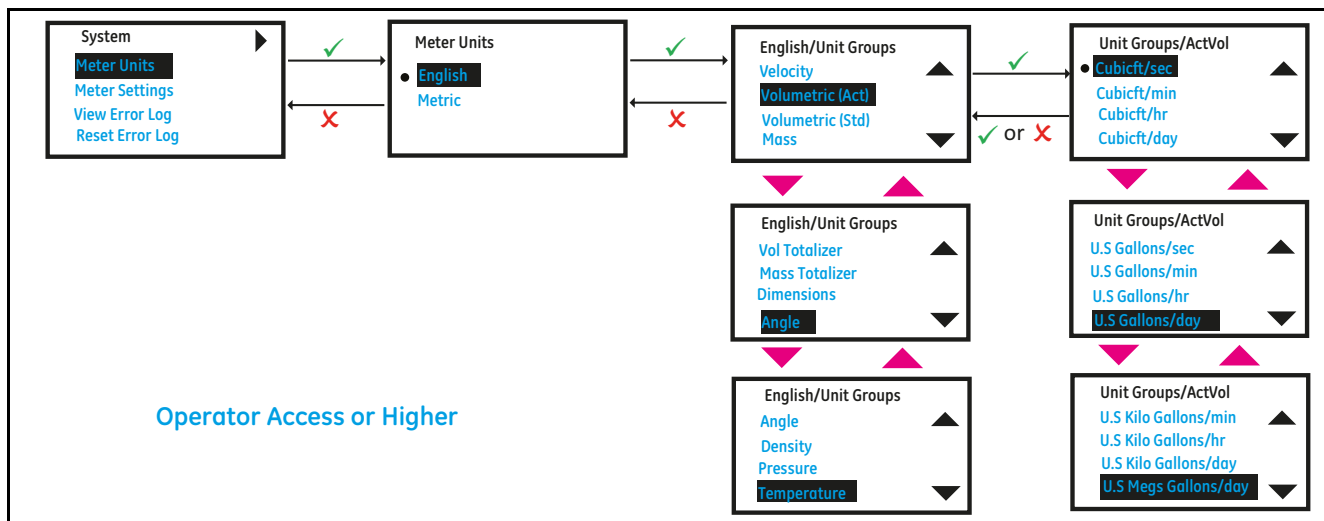 System
Meter Units
Meter Settings
View Error Log
Reset Error Log
Meter Units
English
Metric
English/Unit Groups
Velocity
Volumetric (Act)
Volumetric (Std)
Mass
or
Unit Groups/ActVol
Cubicft/sec
Cubicft/min
Cubicft/hr
Cubicft/day
English/Unit Groups
Vol Totalizer
Mass Totalizer
Dimensions
Angle
Unit Groups/ActVol
U.S Gallons/sec
U.S Gallons/min
U.S Gallons/hr
U.S Gallons/day
English/Unit Groups
Angle
Density
Pressure
Temperature
Unit Groups/ActVol
U.S Kilo Gallons/min
U.S Kilo Gallons/hr
U.S Kilo Gallons/day
U.S Megs Gallons/day
Operator Access or Higher